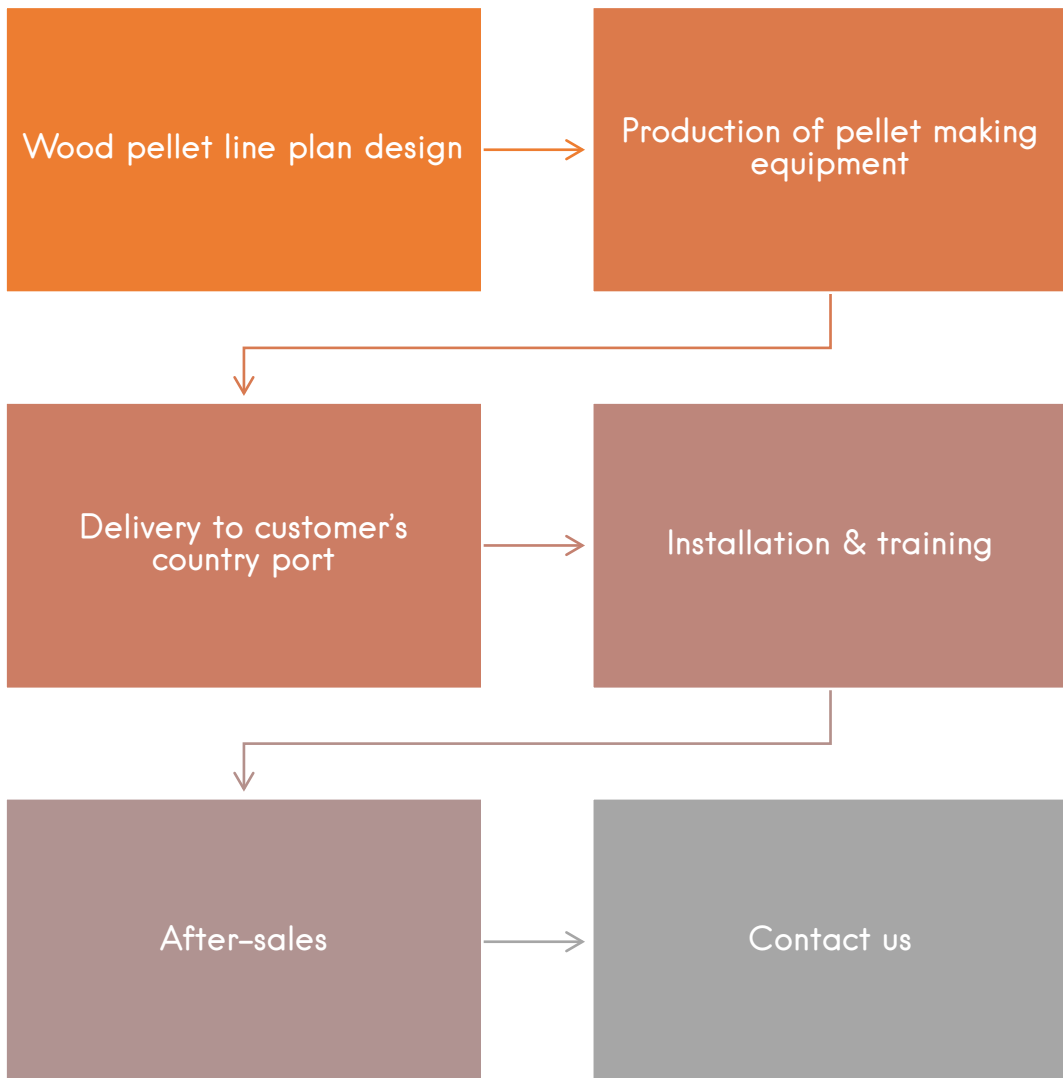 Wood pellet line plan design
Production of pellet making
equipment
Delivery to customer's
country port
Installation & training
After-sales
Contact us